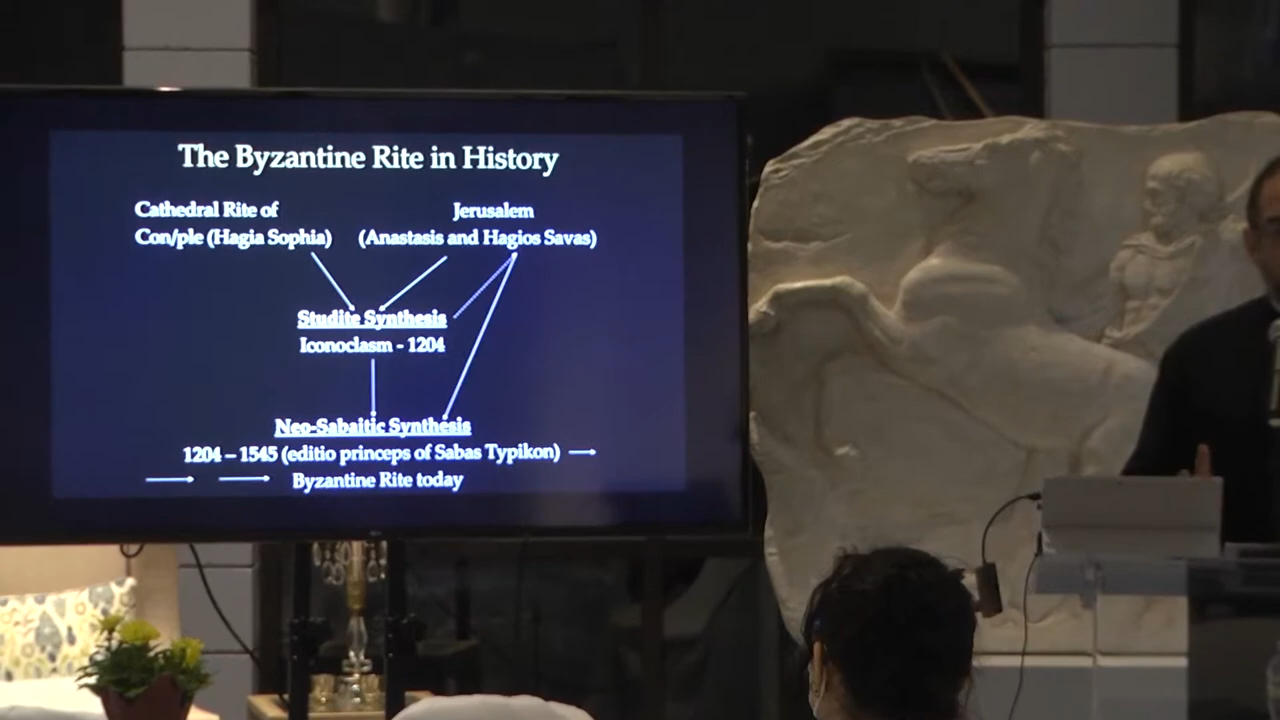 The Byzantine Rite in History
Cathedral Rite of
Con/ple (Hagia Sophia)
Jerusalem
(Anastasis and Hagios Savas)
Studite Synthesis
Iconoclasm - 1204
Neo-Sabaitic Synthesis
1204 – 1545 (editio princeps of Sabas Typikon)
Byzantine Rite today